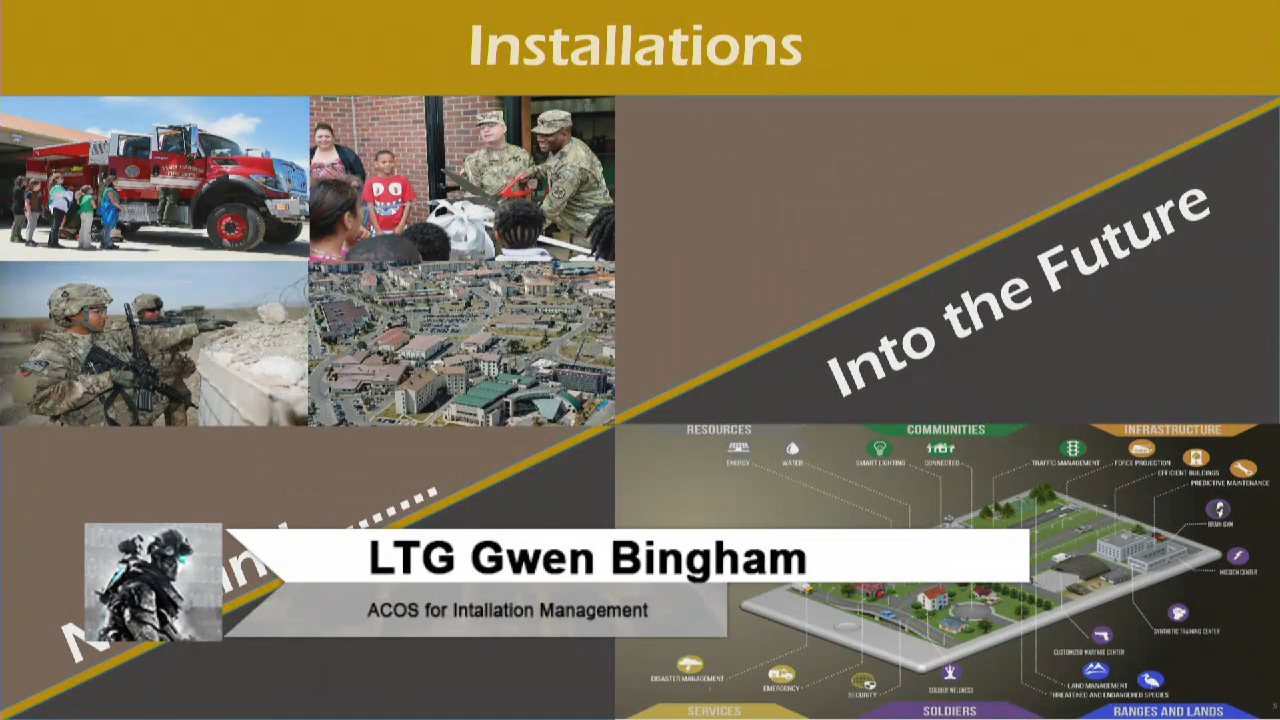 Installations
Into the Future
RESOURCES
COMMUNITIES
INFRASTRUCTURE
ENERGY
WATER
SMART LIGHTING
CONNECTED
TRAFFIC MANAGEMENT
FORCE PROJECTION
EFFICIENT BUILDINGS
PREDICTIVE MAINTENANCE
BRAIN GYM
MISSION CENTER
SYNTHETIC TRAINING CENTER
CUSTOMIZED WARFARE CENTER
LTG Gwen Bingham
ACOS for Intallation Management
DISASTER MANAGEMENT
EMERGENCY
SECURITY
SOLDIER WELLNESS
LAND MANAGEMENT
THREATENED AND ENDANGERED SPECIES
SERVICES
SOLDIERS
RANGES AND LANDS